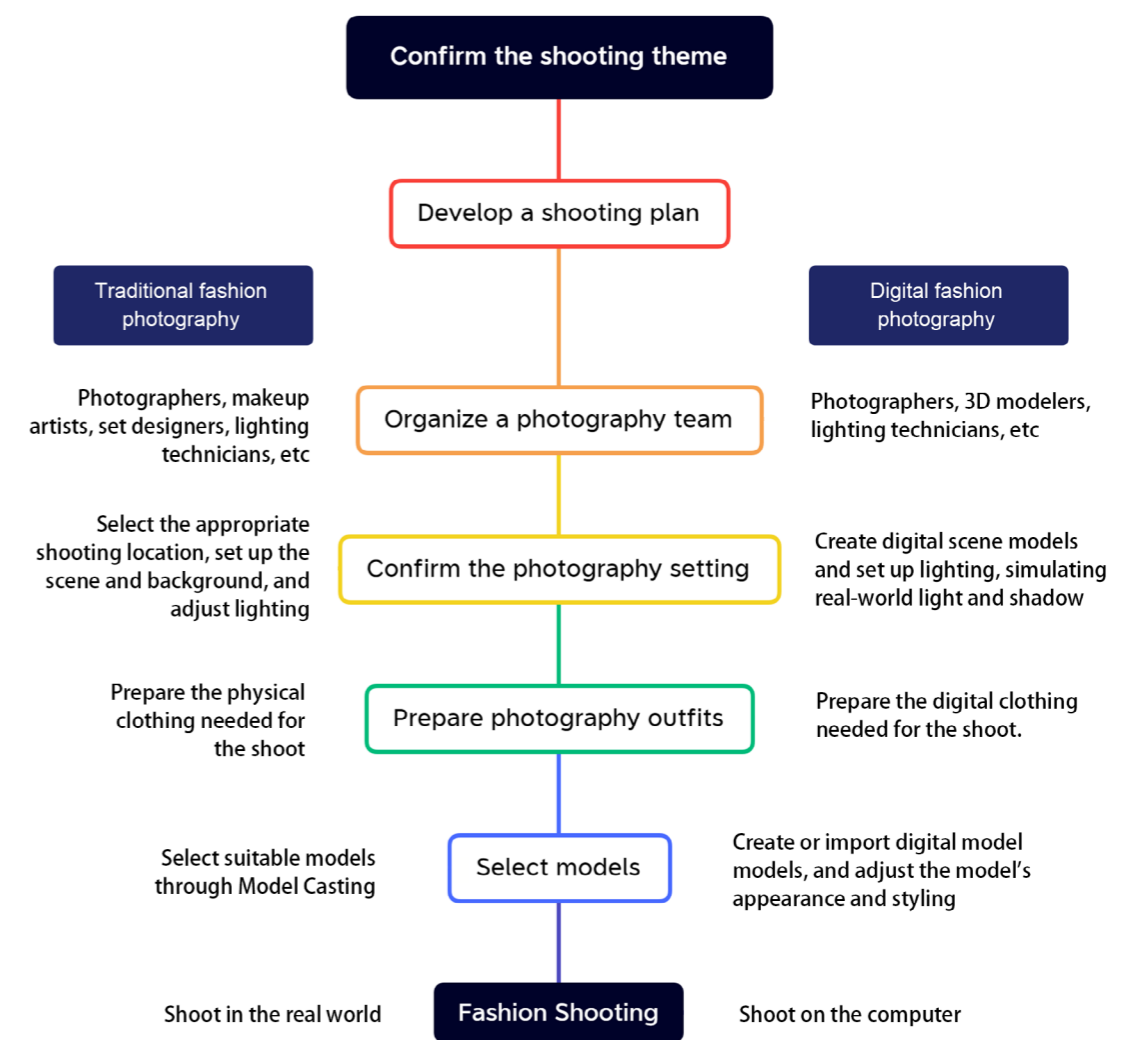 Confirm the shooting theme
Develop a shooting plan
Traditional fashion
photography
Digital fashion
photography
Photographers, makeup
artists, set designers, lighting
technicians, etc
Organize a photography team
Photographers, 3D modelers,
lighting technicians, etc
Select the appropriate
shooting location, set up the
scene and background, and
adjust lighting
Confirm the photography setting
Create digital scene models
and set up lighting, simulating
real-world light and shadow
Prepare the physical
clothing needed for
the shoot
Prepare photography outfits
Prepare the digital clothing
needed for the shoot.
Select suitable models
through Model Casting
Select models
Create or import digital model
models, and adjust the model’s
appearance and styling
Shoot in the real world
Fashion Shooting
Shoot on the computer